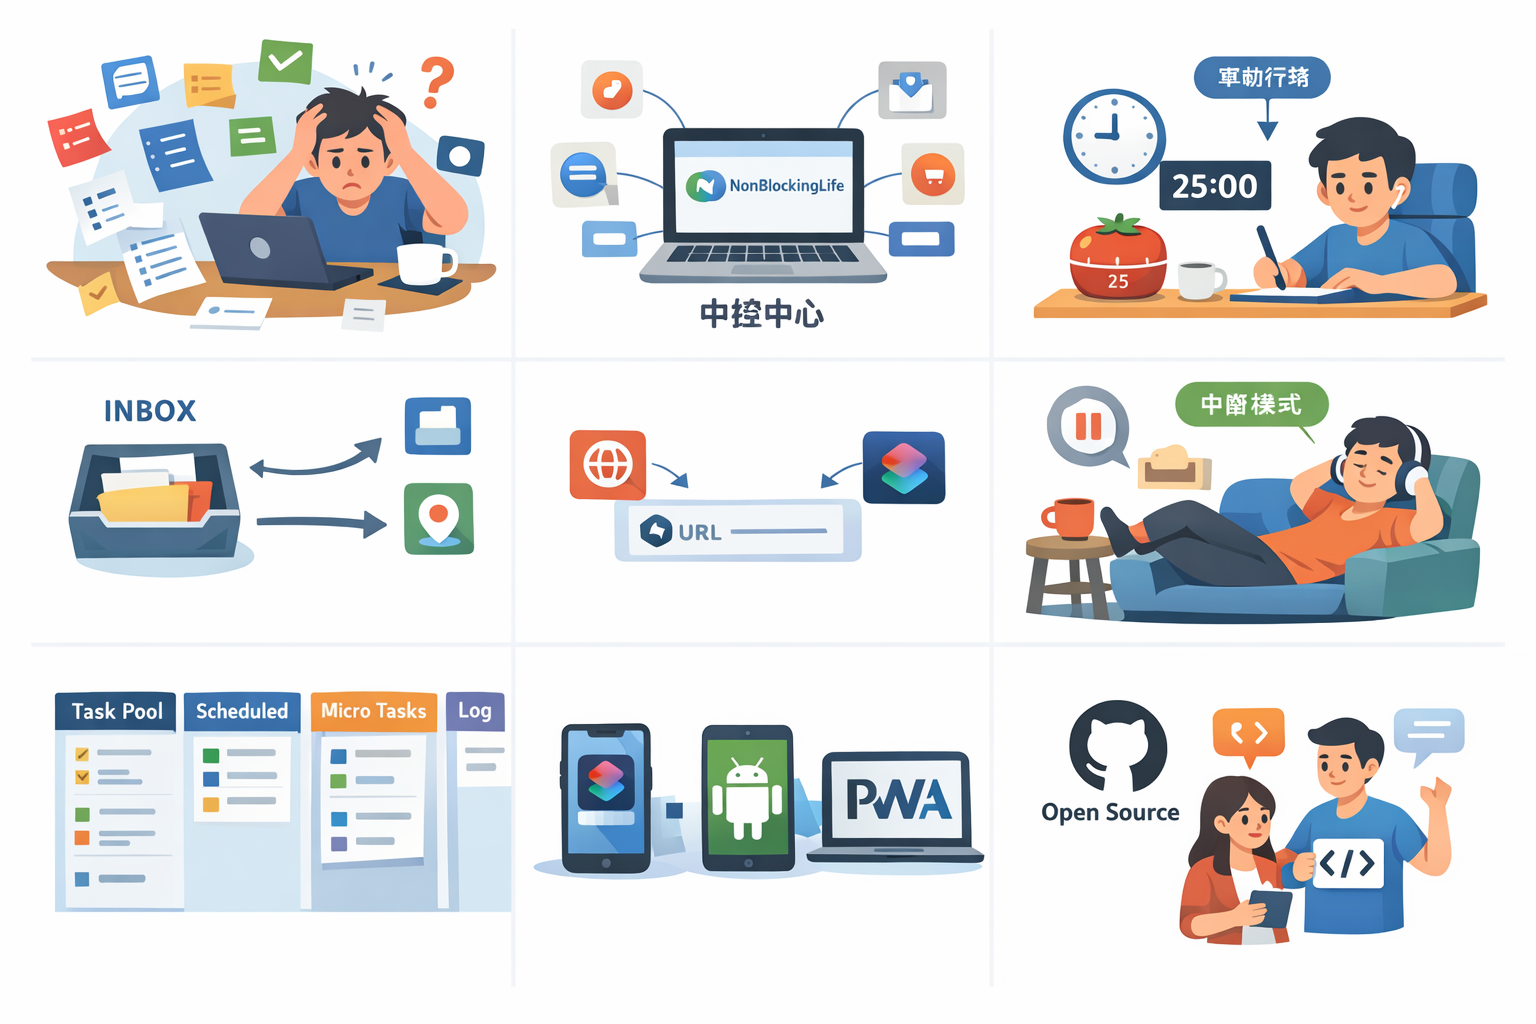 NonBlockingLife
中控中心
25:00
25
INBOX
URL
Task Pool
Scheduled
Micro Tasks
Log
PWA
Open Source